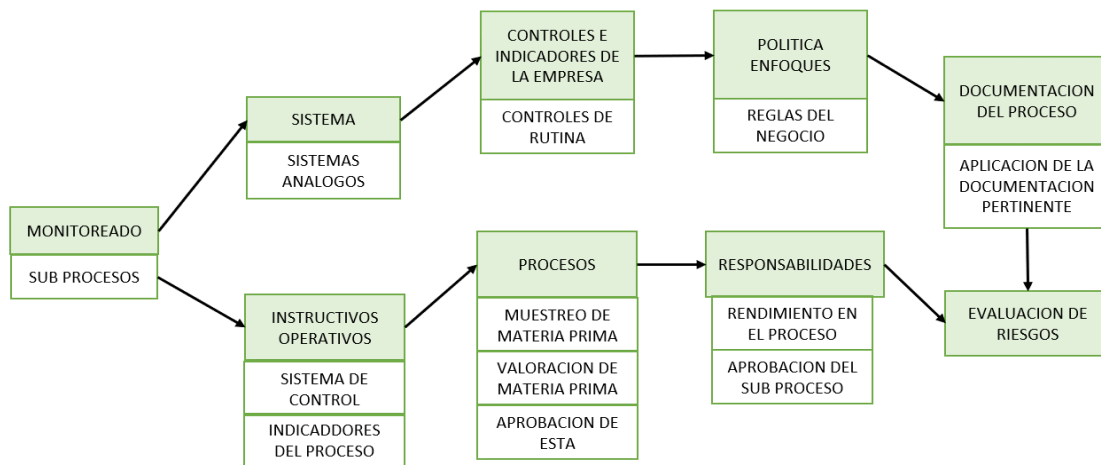 CONTROLES E
INDICADORES DE
LA EMPRESA
CONTROLES DE
RUTINA
POLITICA
ENFOQUES
REGLAS DEL
NEGOCIO
DOCUMENTACION
DEL PROCESO
APLICACION DE LA
DOCUMENTACION
PERTINENTE
SISTEMA
SISTEMAS
ANALOGOS
MONITOREADO
SUB PROCESOS
INSTRUCTIVOS
OPERATIVOS
SISTEMA DE
CONTROL
INDICADDORES
DEL PROCESO
PROCESOS
MUESTREO DE
MATERIA PRIMA
VALORACION DE
MATERIA PRIMA
APROBACION DE
ESTA
RESPONSABILIDADES
RENDIMIENTO EN
EL PROCESO
APROBACION DEL
SUB PROCESO
EVALUACION DE
RIESGOS